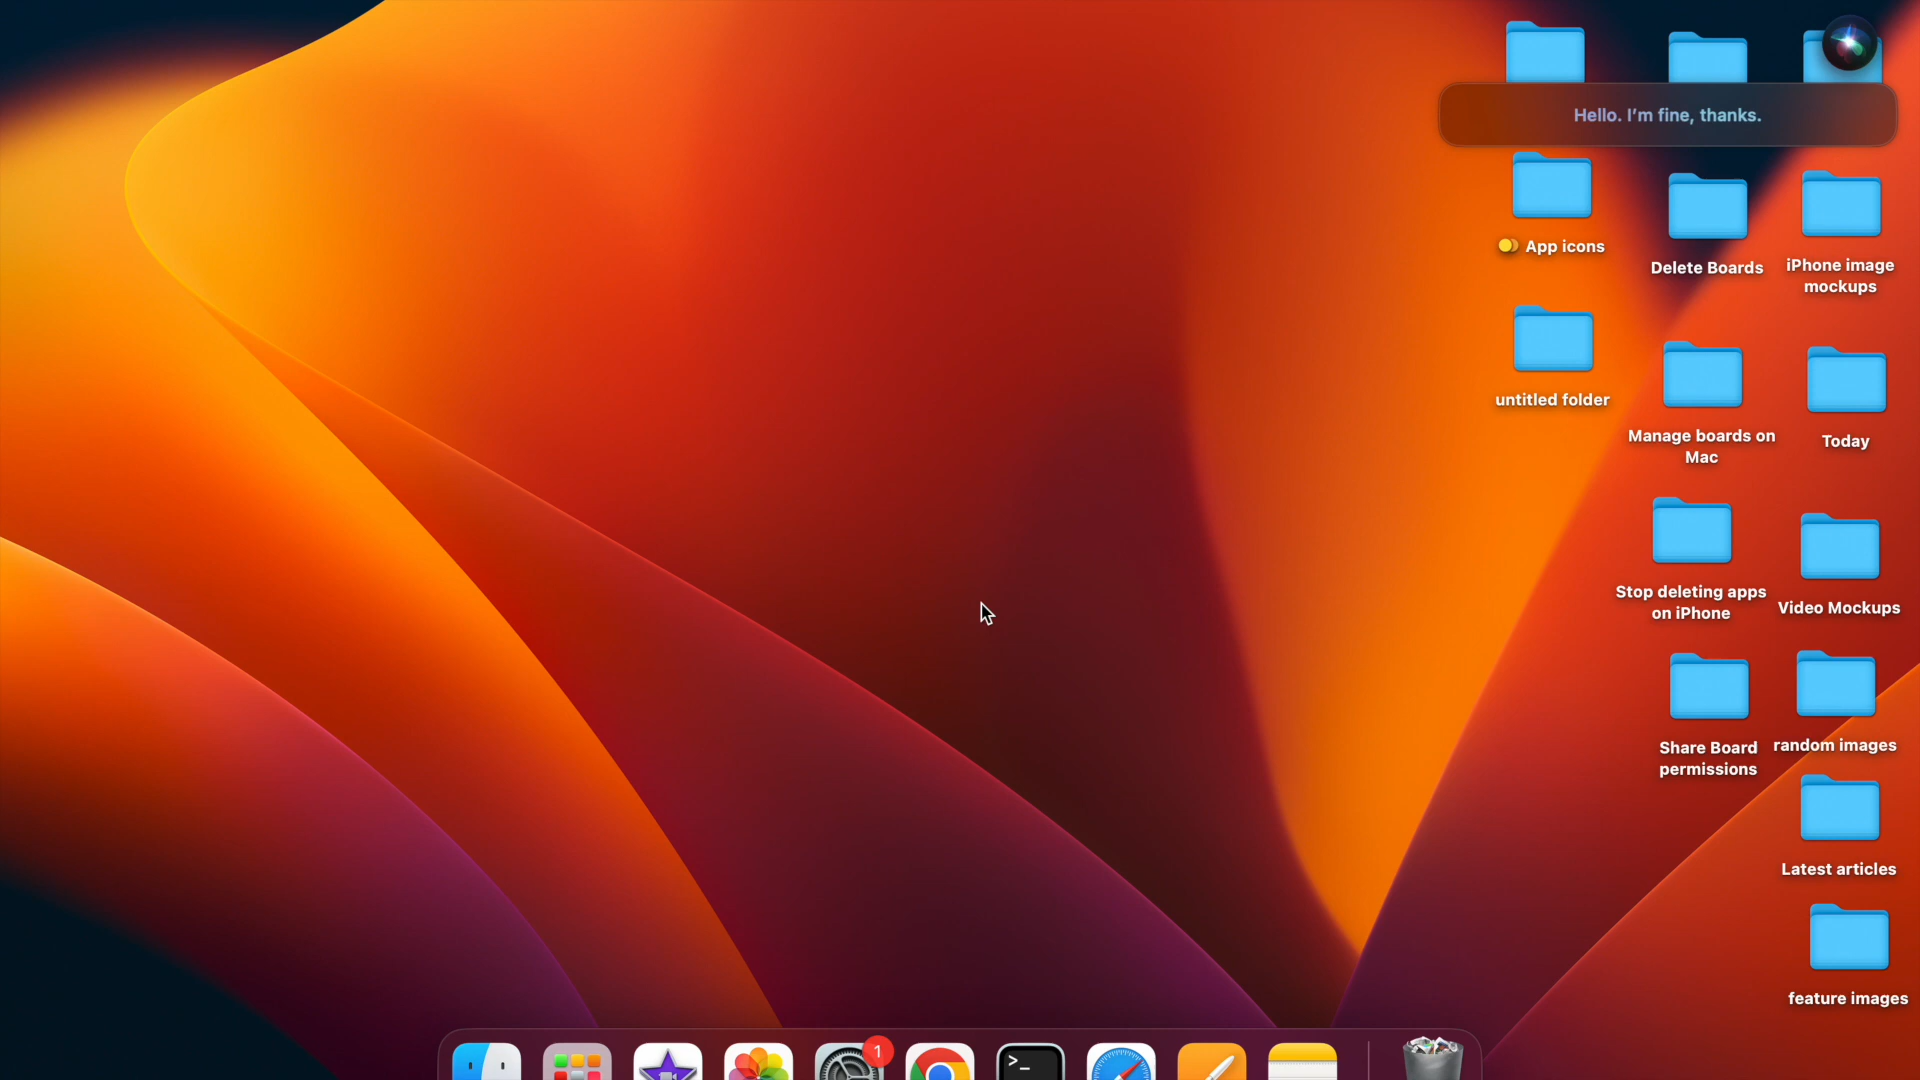 Hello. I’m fine, thanks.
App icons
Delete Boards
iPhone image
mockups
untitled folder
Manage boards on
Mac
Today
Stop deleting apps
on iPhone
Video Mockups
Share Board
permissions
random images
Latest articles
feature images
1
>_